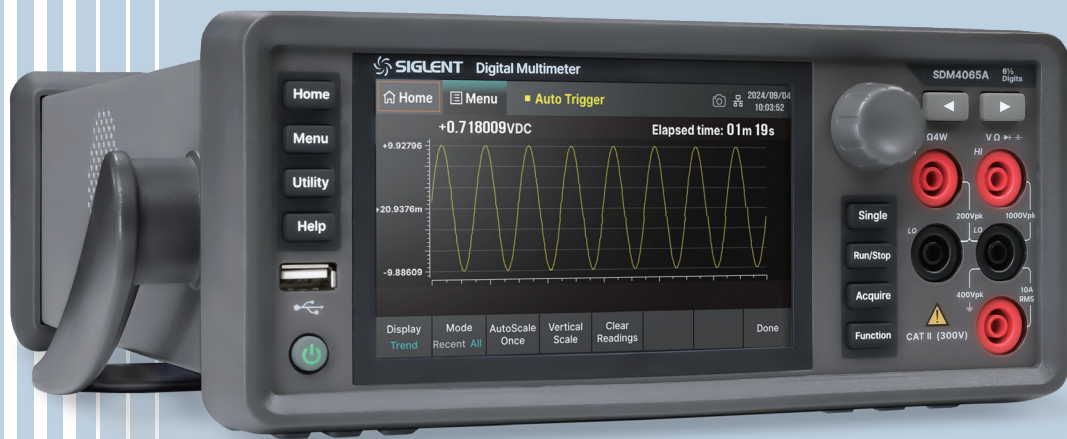 SIGLENT Digital Multimeter
SDM4065A 6½ Digits
Home
Menu
Utility
Help
Home Menu Auto Trigger 2024/09/04
10:03:52
+0.718009VDC Elapsed time: 01m 19s
+9.92796
+20.9376m
-9.88609
Display Trend
Mode Recent All
AutoScale Once
Vertical Scale
Clear Readings
Done
Single
Run/Stop
Acquire
Function
Ω4W
V Ω
HI
200Vpk 1000Vpk
LO LO
400Vpk
10A RMS
CAT II (300V)